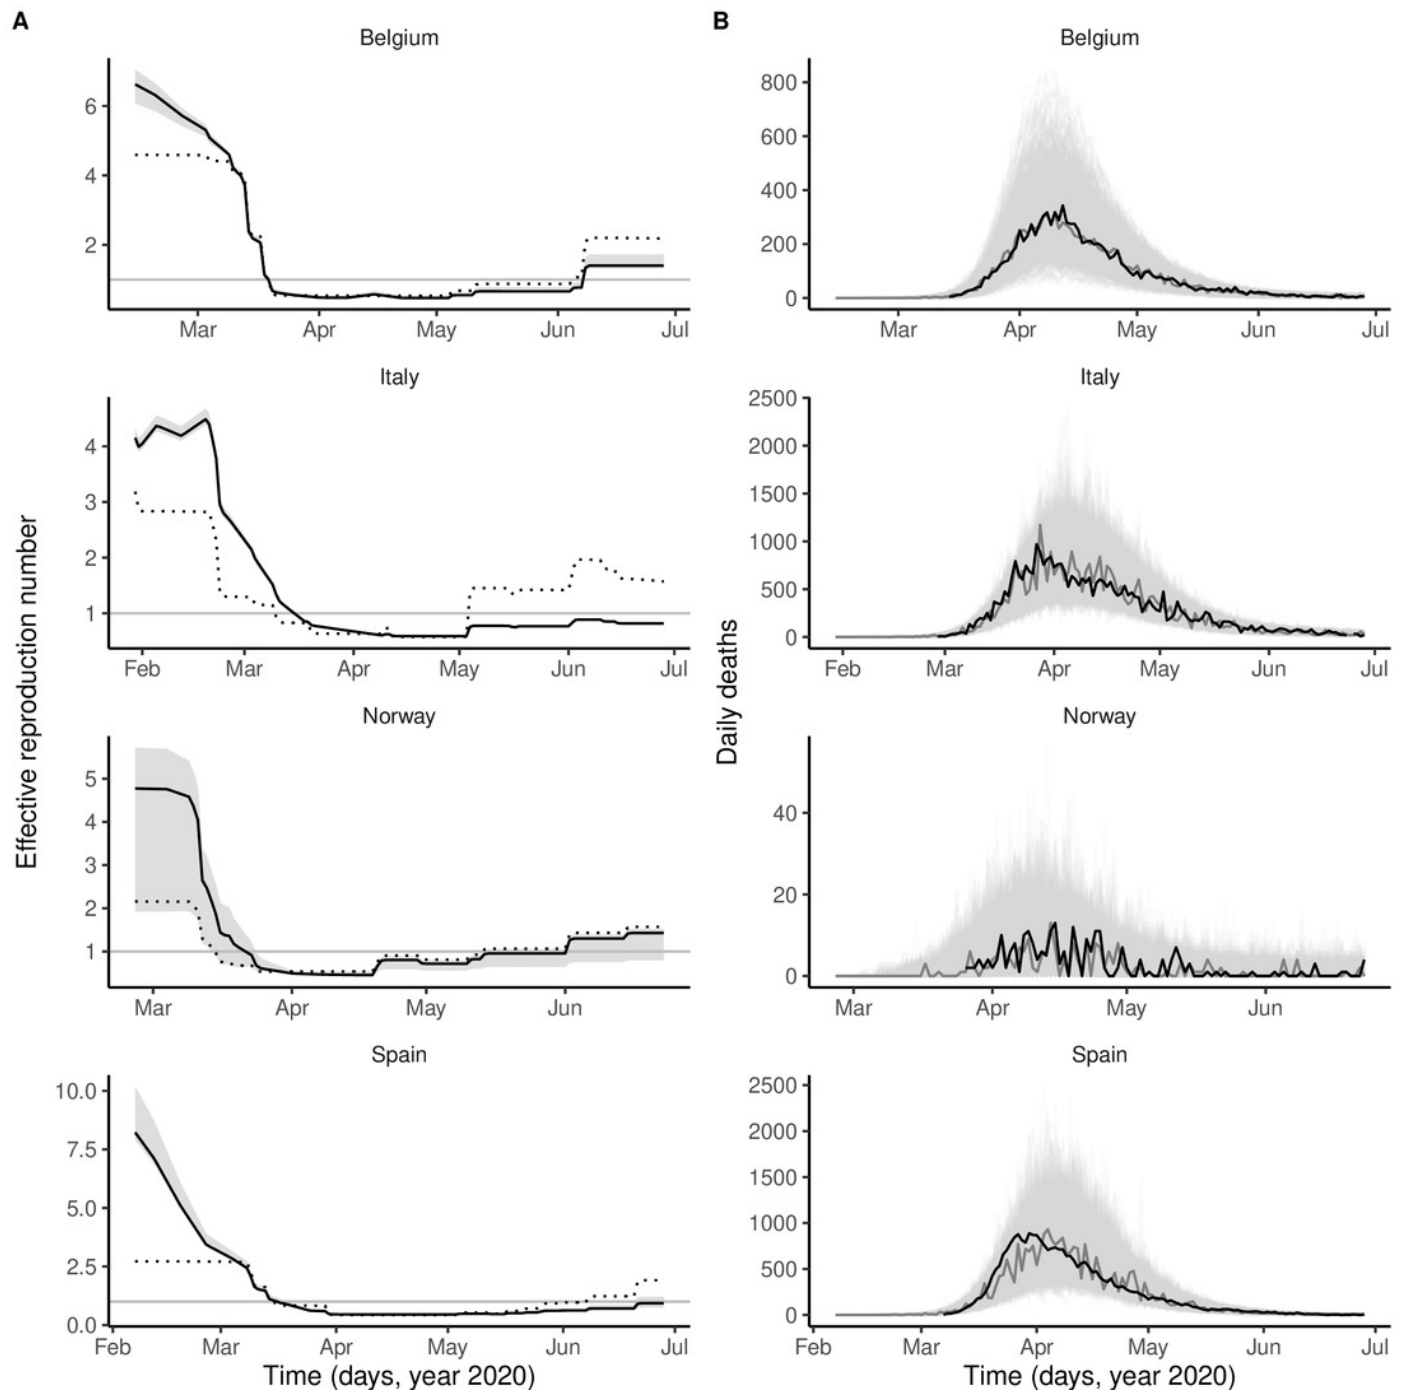 A
B
Effective reproduction number
Daily deaths
Belgium
6
4
2
Mar Apr May Jun Jul
Belgium
800
600
400
200
0
Mar Apr May Jun Jul
Italy
4
3
2
1
Feb Mar Apr May Jun Jul
Italy
2500
2000
1500
1000
500
0
Feb Mar Apr May Jun Jul
Norway
5
4
3
2
1
Mar Apr May Jun
Norway
40
20
0
Mar Apr May Jun
Spain
10.0
7.5
5.0
2.5
0.0
Feb Mar Apr May Jun Jul
Time (days, year 2020)
Spain
2500
2000
1500
1000
500
0
Feb Mar Apr May Jun Jul
Time (days, year 2020)